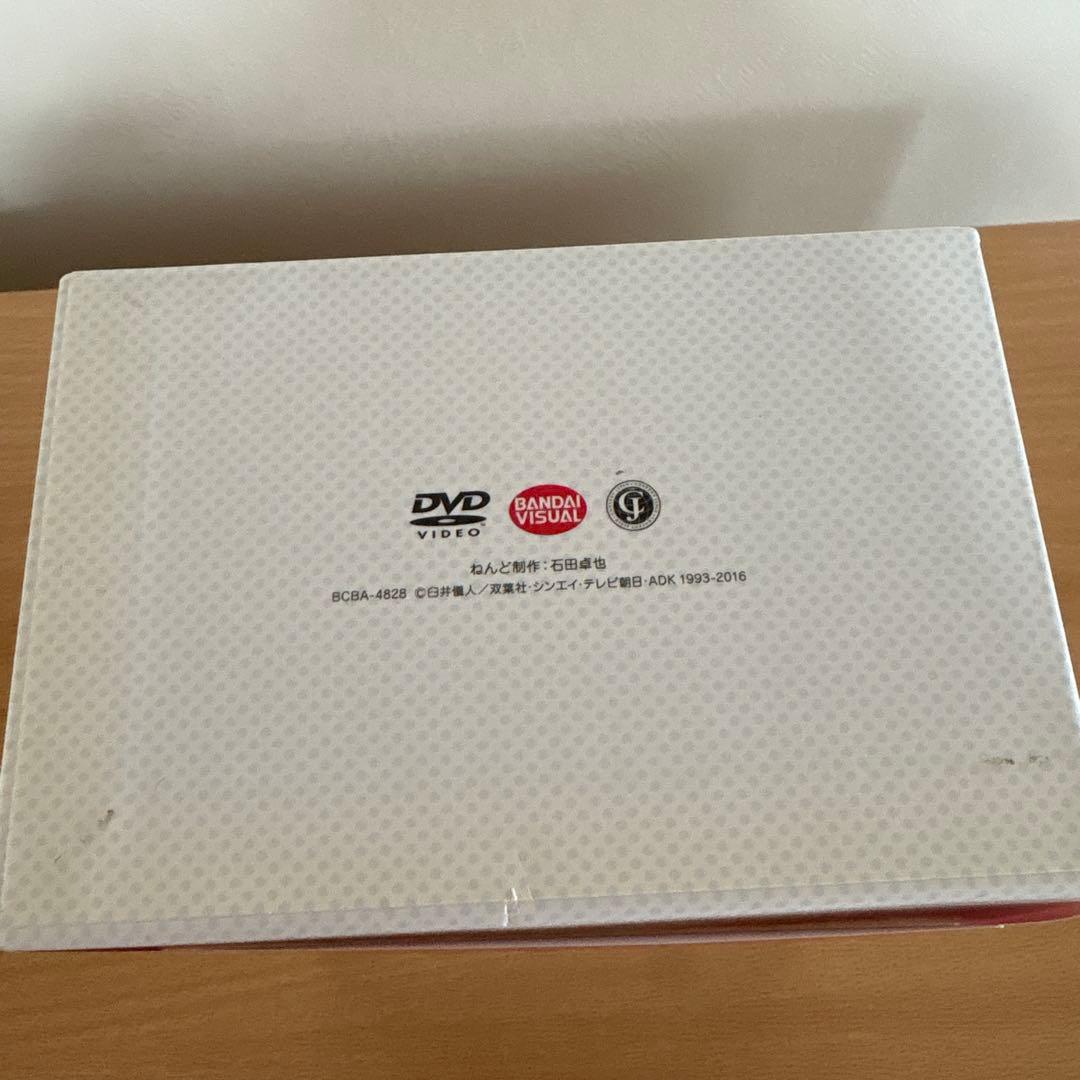 DVD
VIDEO
BANDAI
VISUAL
ねんど制作:石田卓也
BCBA-4828 ©臼井儀人/双葉社・シンエイ・テレビ朝日・ADK 1993-2016